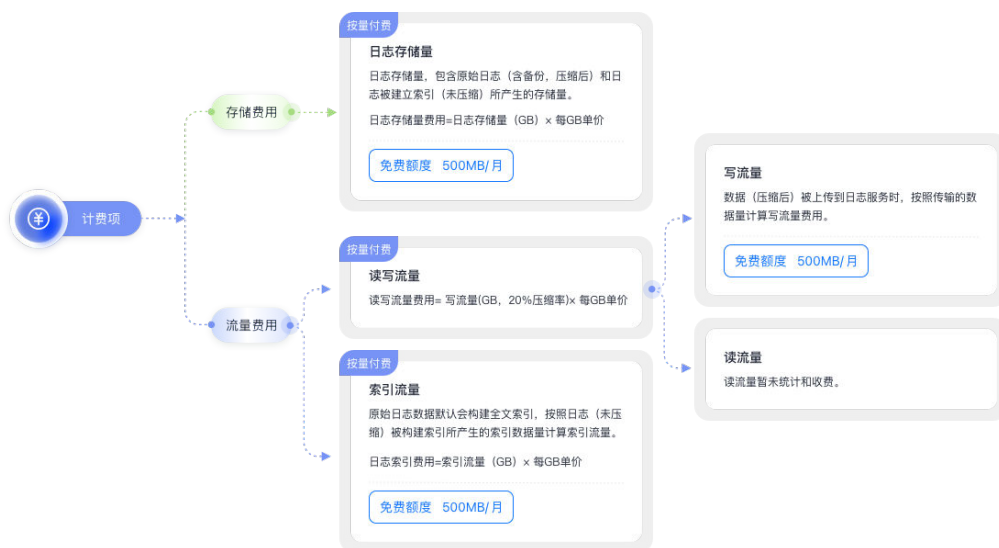 计费项
存储费用
按量付费
日志存储量
日志存储量，包含原始日志（含备份，压缩后）和日
志被建立索引（未压缩）所产生的存储量。
日志存储量费用=日志存储量（GB）× 每GB单价
免费额度 500MB/月
流量费用
按量付费
读写流量
读写流量费用= 写流量(GB，20%压缩率)× 每GB单价
写流量
数据（压缩后）被上传到日志服务时，按照传输的数
据量计算写流量费用。
免费额度 500MB/月
读流量
读流量暂未统计和收费。
按量付费
索引流量
原始日志数据默认会构建全文索引，按照日志（未压
缩）被构建索引所产生的索引数据量计算索引流量。
日志索引费用=索引流量（GB）× 每GB单价
免费额度 500MB/月